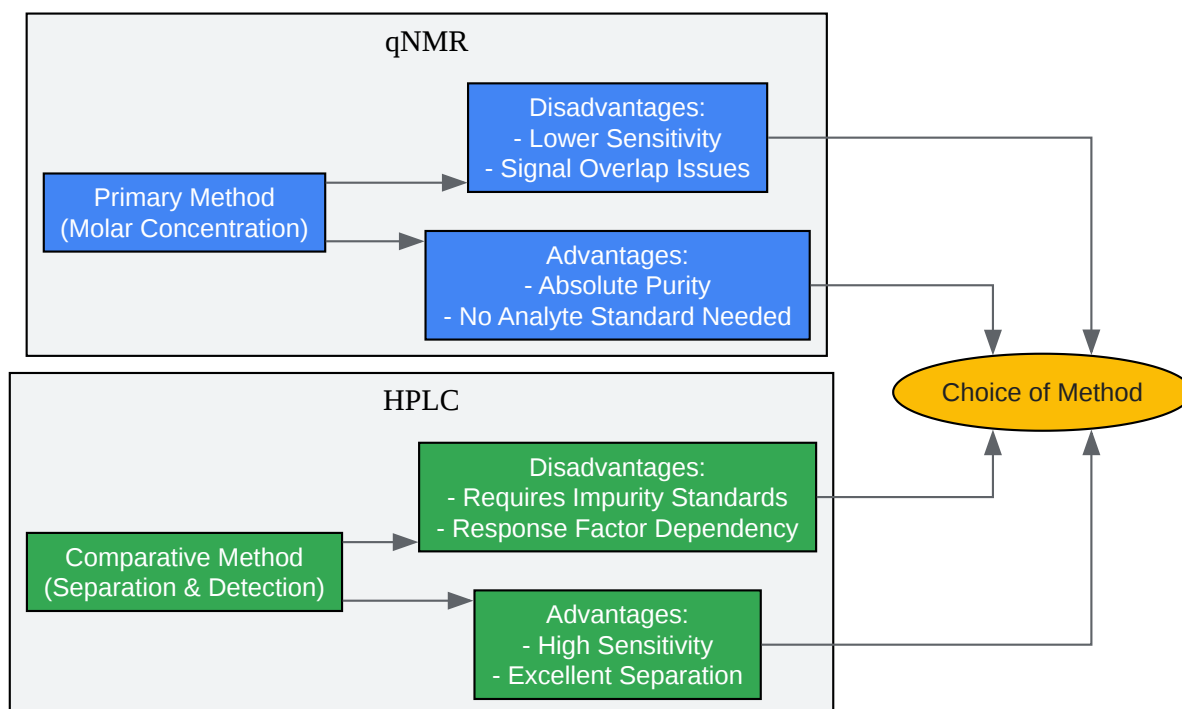 qNMR
Primary Method
(Molar Concentration)
Disadvantages:
- Lower Sensitivity
- Signal Overlap Issues
Advantages:
- Absolute Purity
- No Analyte Standard Needed
HPLC
Comparative Method
(Separation & Detection)
Disadvantages:
- Requires Impurity Standards
- Response Factor Dependency
Advantages:
- High Sensitivity
- Excellent Separation
Choice of Method